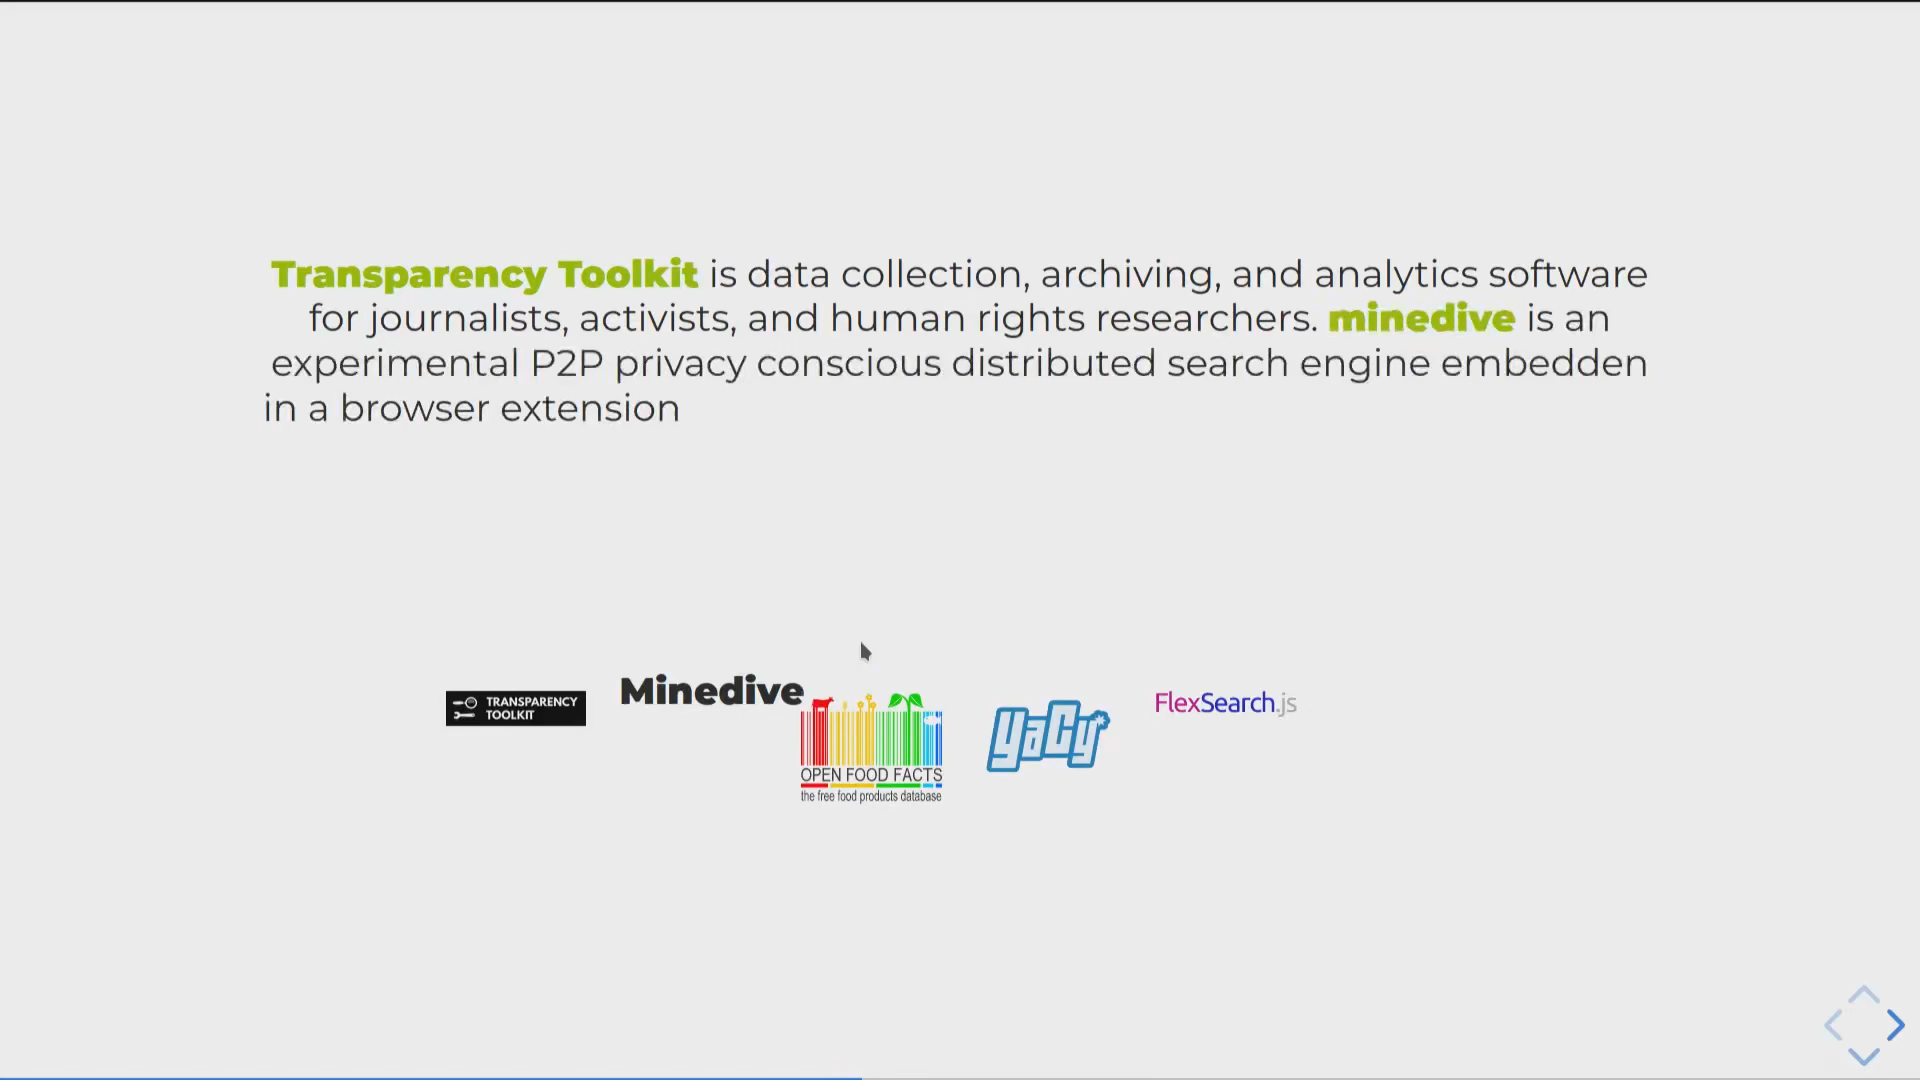 Transparency Toolkit is data collection, archiving, and analytics software
for journalists, activists, and human rights researchers. minedive is an
experimental P2P privacy conscious distributed search engine embedden
in a browser extension
TRANSPARENCY
TOOLKIT
Minedive
OPEN FOOD FACTS
the free food products database
YaCy
FlexSearch.js